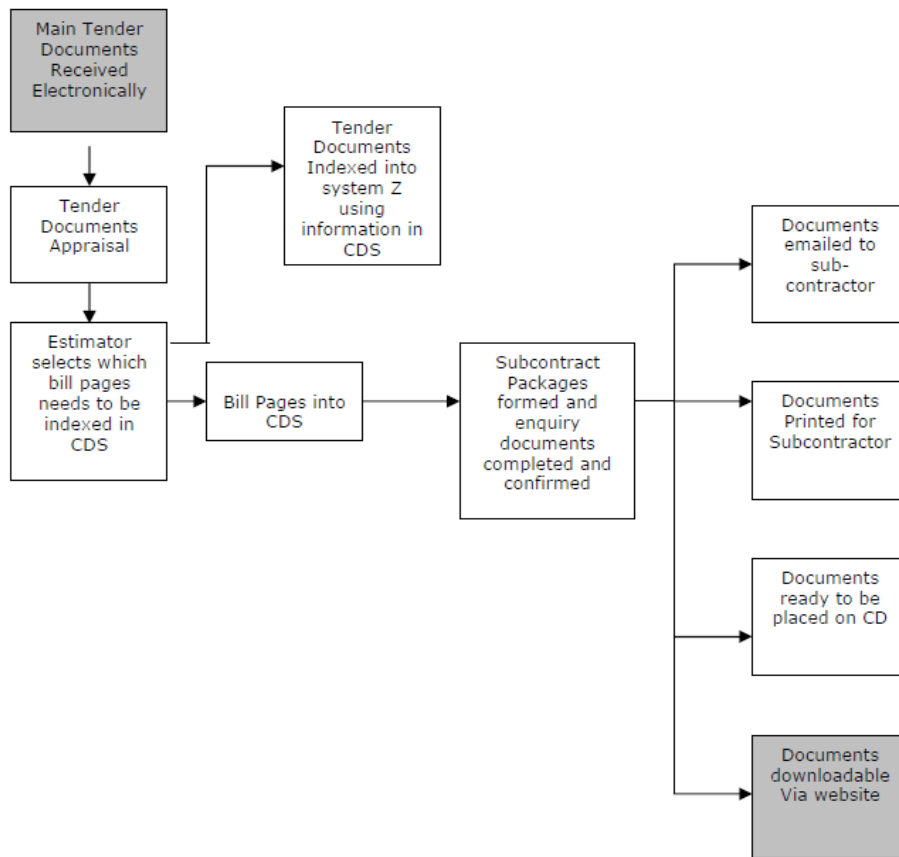 Main Tender
Documents
Received
Electronically
Tender
Documents
Appraisal
Estimator
selects which
bill pages
needs to be
indexed in
CDS
Tender
Documents
Indexed into
system Z
using
information in
CDS
Bill Pages into
CDS
Subcontract
Packages
formed and
enquiry
documents
completed and
confirmed
Documents
emailed to
sub-
contractor
Documents
Printed for
Subcontractor
Documents
ready to be
placed on CD
Documents
downloadable
Via website